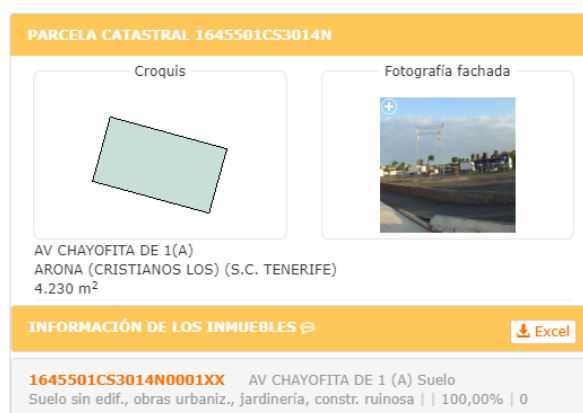 PARCELA CATASTRAL 1645501CS3014N
Croquis
Fotografía fachada
AV CHAYOFITA DE 1(A)
ARONA (CRISTIANOS LOS) (S.C. TENERIFE)
4.230 m²
INFORMACIÓN DE LOS INMUEBLES
Excel
1645501CS3014N0001XX AV CHAYOFITA DE 1 (A) Suelo
Suelo sin edif., obras urbaniz., jardinería, constr. ruinosa | | 100,00% | 0